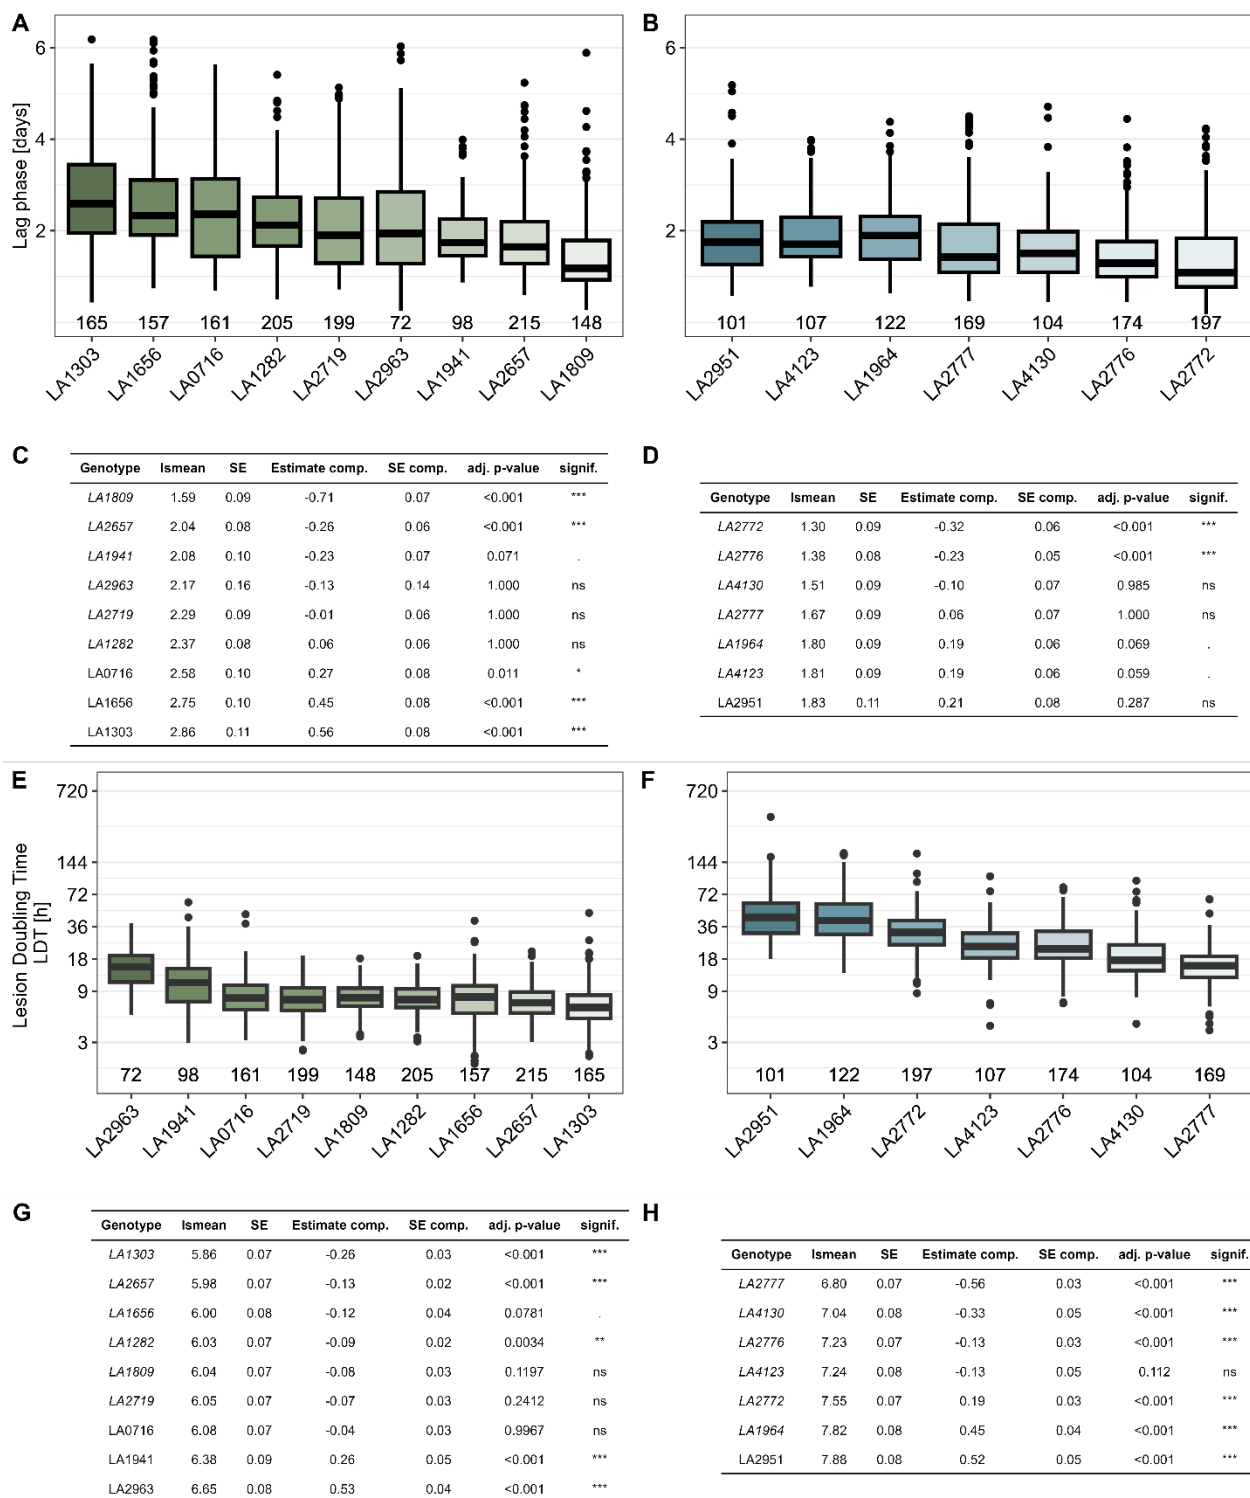 A
B
Lag phase [days]
6
4
2
6
4
2
165 157 161 205 199 72 98 215 148
101 107 122 169 104 174 197
LA1303 LA1656 LA0716 LA1282 LA2719 LA2963 LA1941 LA2657 LA1809
LA2951 LA4123 LA1964 LA2777 LA4130 LA2776 LA2772
C
Genotype lsmean SE Estimate comp. SE comp. adj. p-value signif.
LA1809 1.59 0.09 -0.71 0.07 <0.001 ***
LA2657 2.04 0.08 -0.26 0.06 <0.001 ***
LA1941 2.08 0.10 -0.23 0.07 0.071 .
LA2963 2.17 0.16 -0.13 0.14 1.000 ns
LA2719 2.29 0.09 -0.01 0.06 1.000 ns
LA1282 2.37 0.08 0.06 0.06 1.000 ns
LA0716 2.58 0.10 0.27 0.08 0.011 *
LA1656 2.75 0.10 0.45 0.08 <0.001 ***
LA1303 2.86 0.11 0.56 0.08 <0.001 ***
D
Genotype lsmean SE Estimate comp. SE comp. adj. p-value signif.
LA2772 1.30 0.09 -0.32 0.06 <0.001 ***
LA2776 1.38 0.08 -0.23 0.05 <0.001 ***
LA4130 1.51 0.09 -0.10 0.07 0.985 ns
LA2777 1.67 0.09 0.06 0.07 1.000 ns
LA1964 1.80 0.09 0.19 0.06 0.069 .
LA4123 1.81 0.09 0.19 0.06 0.059 .
LA2951 1.83 0.11 0.21 0.08 0.287 ns
E
F
Lesion Doubling Time
LDT [h]
720
144
72
36
18
9
3
720
144
72
36
18
9
3
72 98 161 199 148 205 157 215 165
101 122 197 107 174 104 169
LA2963 LA1941 LA0716 LA2719 LA1809 LA1282 LA1656 LA2657 LA1303
LA2951 LA1964 LA2772 LA4123 LA2776 LA4130 LA2777
G
Genotype lsmean SE Estimate comp. SE comp. adj. p-value signif.
LA1303 5.86 0.07 -0.26 0.03 <0.001 ***
LA2657 5.98 0.07 -0.13 0.02 <0.001 ***
LA1656 6.00 0.08 -0.12 0.04 0.0781 .
LA1282 6.03 0.07 -0.09 0.02 0.0034 **
LA1809 6.04 0.07 -0.08 0.03 0.1197 ns
LA2719 6.05 0.07 -0.07 0.03 0.2412 ns
LA0716 6.08 0.07 -0.04 0.03 0.9967 ns
LA1941 6.38 0.09 0.26 0.05 <0.001 ***
LA2963 6.65 0.08 0.53 0.04 <0.001 ***
H
Genotype lsmean SE Estimate comp. SE comp. adj. p-value signif.
LA2777 6.80 0.07 -0.56 0.03 <0.001 ***
LA4130 7.04 0.08 -0.33 0.05 <0.001 ***
LA2776 7.23 0.07 -0.13 0.03 <0.001 ***
LA4123 7.24 0.08 -0.13 0.05 0.112 ns
LA2772 7.55 0.07 0.19 0.03 <0.001 ***
LA1964 7.82 0.08 0.45 0.04 <0.001 ***
LA2951 7.88 0.08 0.52 0.05 <0.001 ***